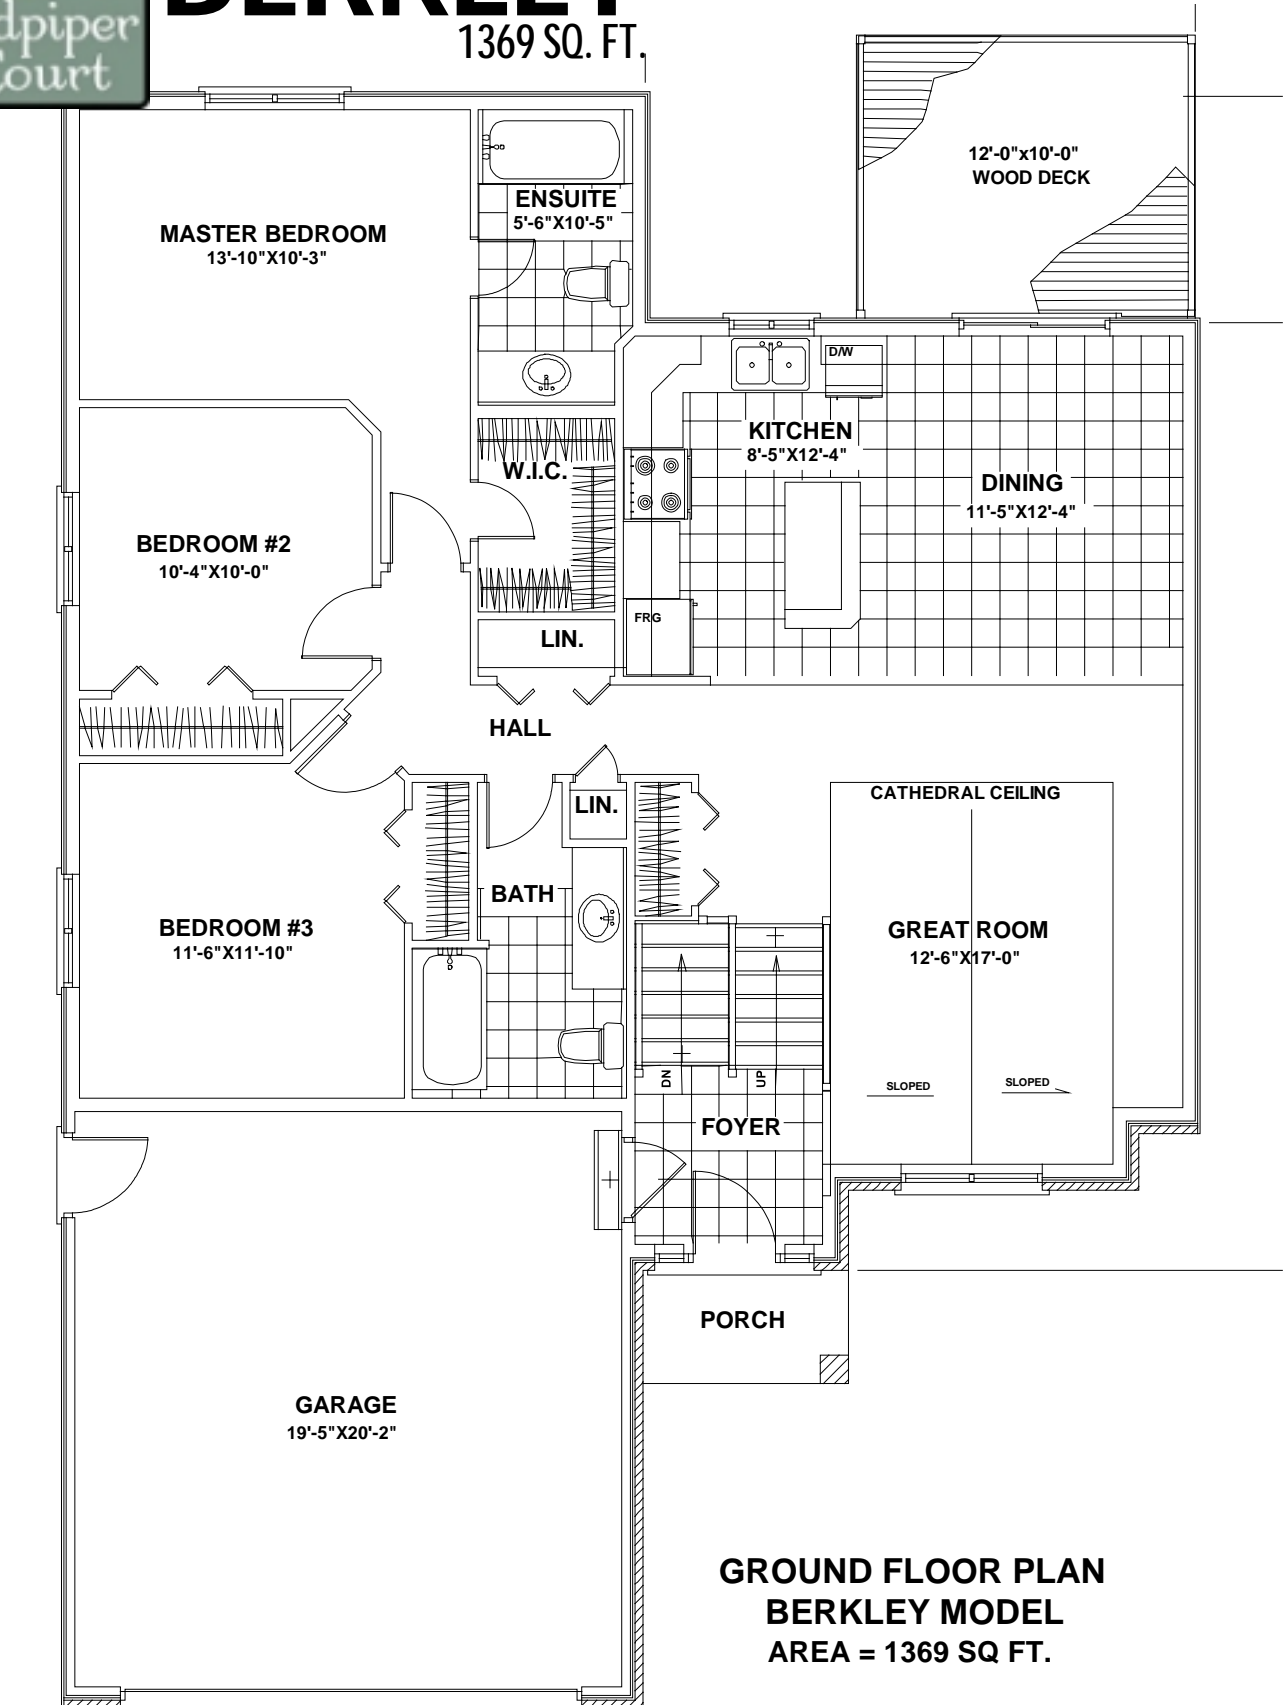 dpiper
ourt
BERKLEY
1369 SQ. FT.
12'-0"x10'-0"
WOOD DECK
ENSUITE
5'-6"X10'-5"
MASTER BEDROOM
13'-10"X10'-3"
D/W
KITCHEN
8'-5"X12'-4"
W.I.C.
DINING
11'-5"X12'-4"
BEDROOM #2
10'-4"X10'-0"
FRG
LIN.
HALL
CATHEDRAL CEILING
LIN.
BATH
BEDROOM #3
11'-6"X11'-10"
GREAT ROOM
12'-6"X17'-0"
DN
UP
SLOPED
SLOPED
FOYER
PORCH
GARAGE
19'-5"X20'-2"
GROUND FLOOR PLAN
BERKLEY MODEL
AREA = 1369 SQ FT.